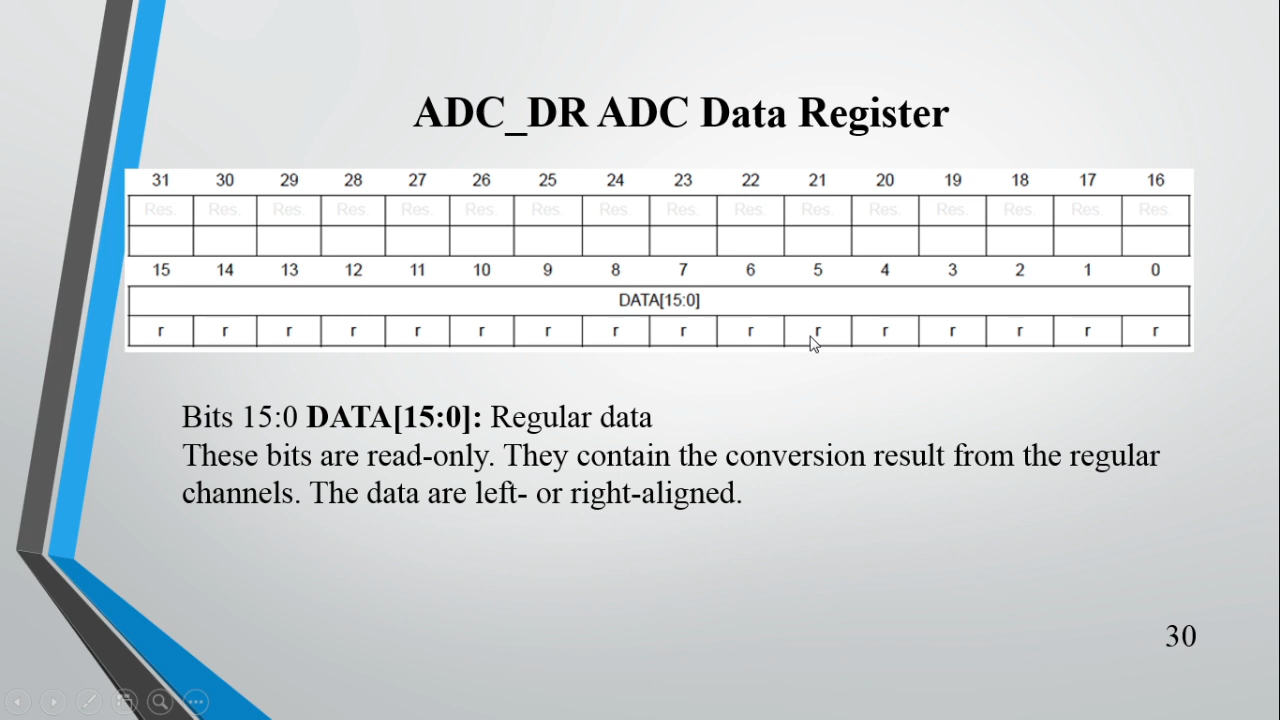 ADC_DR ADC Data Register
31 30 29 28 27 26 25 24 23 22 21 20 19 18 17 16
Res. Res. Res. Res. Res. Res. Res. Res. Res. Res. Res. Res. Res. Res. Res. Res.
15 14 13 12 11 10 9 8 7 6 5 4 3 2 1 0
DATA[15:0]
r r r r r r r r r r r r r r r r
Bits 15:0 DATA[15:0]: Regular data
These bits are read-only. They contain the conversion result from the regular
channels. The data are left- or right-aligned.
30